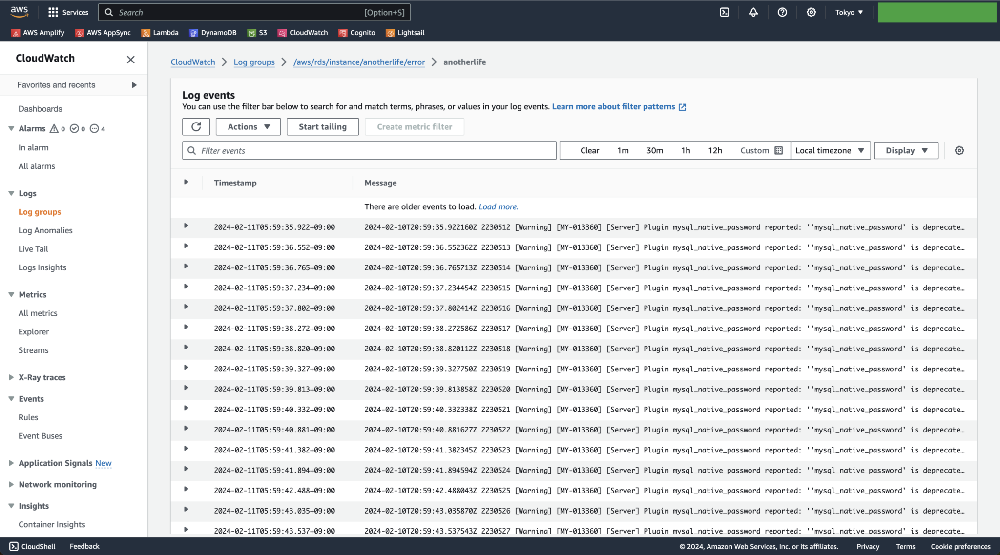 aws
Services
Search [Option+S]
Tokyo
AWS Amplify AWS AppSync Lambda DynamoDB S3 CloudWatch Cognito Lightsail
CloudWatch
Favorites and recents
Dashboards
Alarms 0 0 4
In alarm
All alarms
Logs
Log groups
Log Anomalies
Live Tail
Logs Insights
Metrics
All metrics
Explorer
Streams
X-Ray traces
Events
Rules
Event Buses
Application Signals New
Network monitoring
Insights
Container Insights
CloudWatch Log groups /aws/rds/instance/anotherlife/error anotherlife
Log events
You can use the filter bar below to search for and match terms, phrases, or values in your log events. Learn more about filter patterns
Actions Start tailing Create metric filter
Filter events Clear 1m 30m 1h 12h Custom Local timezone Display
Timestamp Message
There are older events to load. Load more.
2024-02-11T05:59:35.922+09:00 2024-02-10T20:59:35.922160Z 2230512 [Warning] [MY-013360] [Server] Plugin mysql_native_password reported: ''mysql_native_password' is deprecate…
2024-02-11T05:59:36.552+09:00 2024-02-10T20:59:36.552362Z 2230513 [Warning] [MY-013360] [Server] Plugin mysql_native_password reported: ''mysql_native_password' is deprecate…
2024-02-11T05:59:36.765+09:00 2024-02-10T20:59:36.765713Z 2230514 [Warning] [MY-013360] [Server] Plugin mysql_native_password reported: ''mysql_native_password' is deprecate…
2024-02-11T05:59:37.234+09:00 2024-02-10T20:59:37.234454Z 2230515 [Warning] [MY-013360] [Server] Plugin mysql_native_password reported: ''mysql_native_password' is deprecate…
2024-02-11T05:59:37.802+09:00 2024-02-10T20:59:37.802414Z 2230516 [Warning] [MY-013360] [Server] Plugin mysql_native_password reported: ''mysql_native_password' is deprecate…
2024-02-11T05:59:38.272+09:00 2024-02-10T20:59:38.272586Z 2230517 [Warning] [MY-013360] [Server] Plugin mysql_native_password reported: ''mysql_native_password' is deprecate…
2024-02-11T05:59:38.820+09:00 2024-02-10T20:59:38.820112Z 2230518 [Warning] [MY-013360] [Server] Plugin mysql_native_password reported: ''mysql_native_password' is deprecate…
2024-02-11T05:59:39.327+09:00 2024-02-10T20:59:39.327750Z 2230519 [Warning] [MY-013360] [Server] Plugin mysql_native_password reported: ''mysql_native_password' is deprecate…
2024-02-11T05:59:39.813+09:00 2024-02-10T20:59:39.813858Z 2230520 [Warning] [MY-013360] [Server] Plugin mysql_native_password reported: ''mysql_native_password' is deprecate…
2024-02-11T05:59:40.332+09:00 2024-02-10T20:59:40.332338Z 2230521 [Warning] [MY-013360] [Server] Plugin mysql_native_password reported: ''mysql_native_password' is deprecate…
2024-02-11T05:59:40.881+09:00 2024-02-10T20:59:40.881627Z 2230522 [Warning] [MY-013360] [Server] Plugin mysql_native_password reported: ''mysql_native_password' is deprecate…
2024-02-11T05:59:41.382+09:00 2024-02-10T20:59:41.382345Z 2230523 [Warning] [MY-013360] [Server] Plugin mysql_native_password reported: ''mysql_native_password' is deprecate…
2024-02-11T05:59:41.894+09:00 2024-02-10T20:59:41.894594Z 2230524 [Warning] [MY-013360] [Server] Plugin mysql_native_password reported: ''mysql_native_password' is deprecate…
2024-02-11T05:59:42.488+09:00 2024-02-10T20:59:42.488043Z 2230525 [Warning] [MY-013360] [Server] Plugin mysql_native_password reported: ''mysql_native_password' is deprecate…
2024-02-11T05:59:43.035+09:00 2024-02-10T20:59:43.035870Z 2230526 [Warning] [MY-013360] [Server] Plugin mysql_native_password reported: ''mysql_native_password' is deprecate…
2024-02-11T05:59:43.537+09:00 2024-02-10T20:59:43.537543Z 2230527 [Warning] [MY-013360] [Server] Plugin mysql_native_password reported: ''mysql_native_password' is deprecate…
CloudShell Feedback © 2024, Amazon Web Services, Inc. or its affiliates. Privacy Terms Cookie preferences